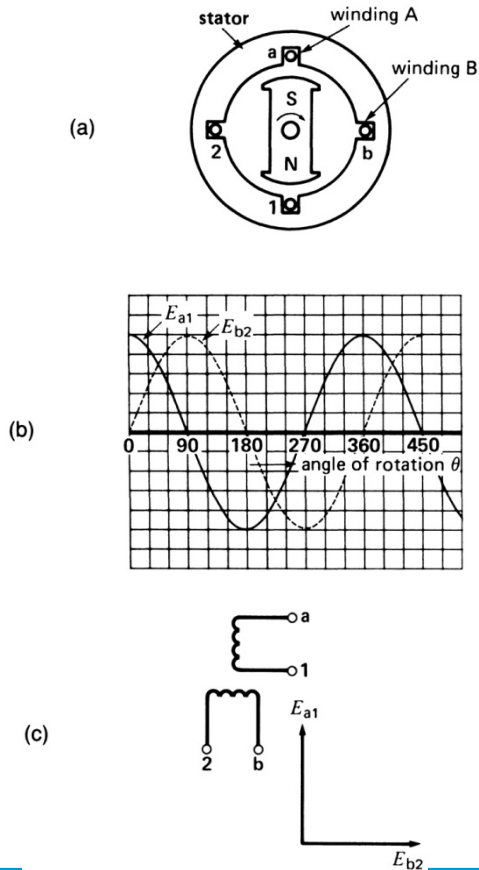 stator
winding A
a
winding B
(a)
S
2
b
N
1
E_a1
E_b2
(b)
0 90 180 270 360 450
angle of rotation θ
a
1
(c)
E_a1
2 b
E_b2